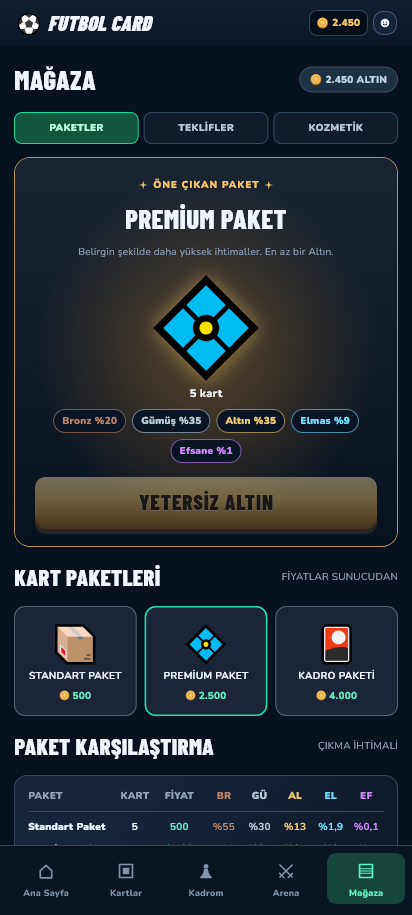 FUTBOL CARD
2.450
MAĞAZA
2.450 ALTIN
PAKETLER
TEKLİFLER
KOZMETİK
ÖNE ÇIKAN PAKET
PREMİUM PAKET
Belirgin şekilde daha yüksek ihtimaller. En az bir Altın.
5 kart
Bronz %20
Gümüş %35
Altın %35
Elmas %9
Efsane %1
YETERSİZ ALTIN
KART PAKETLERİ
FİYATLAR SUNUCUDAN
STANDART PAKET
500
PREMİUM PAKET
2.500
KADRO PAKETİ
4.000
PAKET KARŞILAŞTIRMA
ÇIKMA İHTİMALİ
PAKET KART FİYAT BR GÜ AL EL EF
Standart Paket 5 500 %55 %30 %13 %1,9 %0,1
Ana Sayfa
Kartlar
Kadrom
Arena
Mağaza